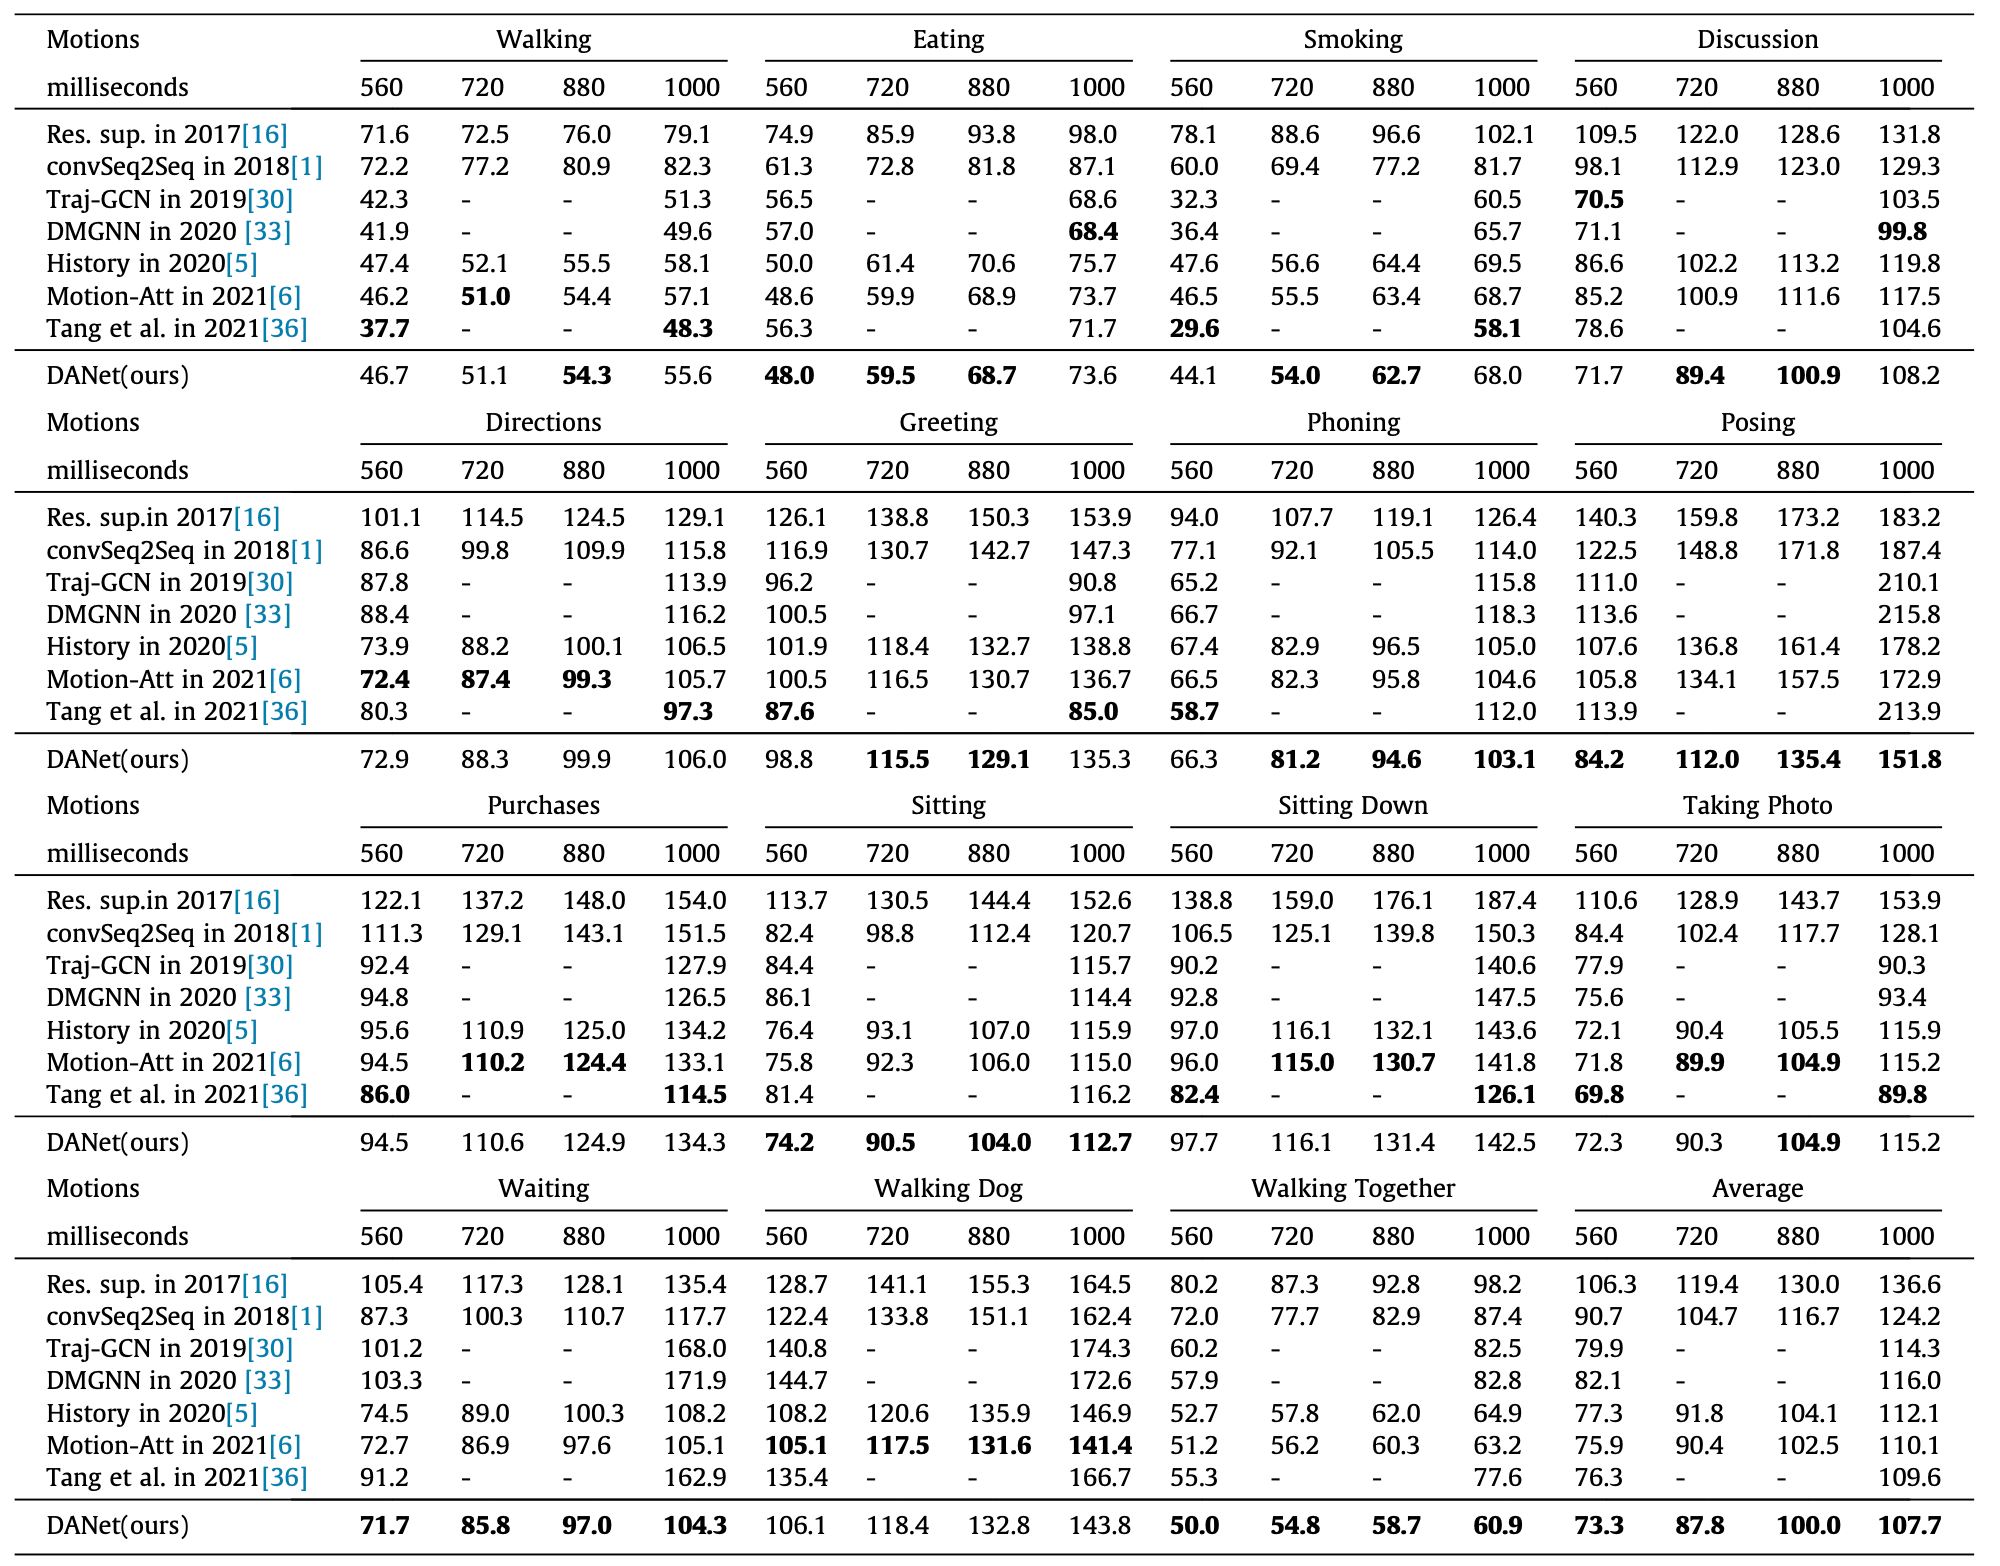 Motions Walking Eating Smoking Discussion
milliseconds 560 720 880 1000 560 720 880 1000 560 720 880 1000 560 720 880 1000
Res. sup. in 2017[16] 71.6 72.5 76.0 79.1 74.9 85.9 93.8 98.0 78.1 88.6 96.6 102.1 109.5 122.0 128.6 131.8
convSeq2Seq in 2018[1] 72.2 77.2 80.9 82.3 61.3 72.8 81.8 87.1 60.0 69.4 77.2 81.7 98.1 112.9 123.0 129.3
Traj-GCN in 2019[30] 42.3 - - 51.3 56.5 - - 68.6 32.3 - - 60.5 70.5 - - 103.5
DMGNN in 2020 [33] 41.9 - - 49.6 57.0 - - 68.4 36.4 - - 65.7 71.1 - - 99.8
History in 2020[5] 47.4 52.1 55.5 58.1 50.0 61.4 70.6 75.7 47.6 56.6 64.4 69.5 86.6 102.2 113.2 119.8
Motion-Att in 2021[6] 46.2 51.0 54.4 57.1 48.6 59.9 68.9 73.7 46.5 55.5 63.4 68.7 85.2 100.9 111.6 117.5
Tang et al. in 2021[36] 37.7 - - 48.3 56.3 - - 71.7 29.6 - - 58.1 78.6 - - 104.6
DANet(ours) 46.7 51.1 54.3 55.6 48.0 59.5 68.7 73.6 44.1 54.0 62.7 68.0 71.7 89.4 100.9 108.2
Motions Directions Greeting Phoning Posing
milliseconds 560 720 880 1000 560 720 880 1000 560 720 880 1000 560 720 880 1000
Res. sup.in 2017[16] 101.1 114.5 124.5 129.1 126.1 138.8 150.3 153.9 94.0 107.7 119.1 126.4 140.3 159.8 173.2 183.2
convSeq2Seq in 2018[1] 86.6 99.8 109.9 115.8 116.9 130.7 142.7 147.3 77.1 92.1 105.5 114.0 122.5 148.8 171.8 187.4
Traj-GCN in 2019[30] 87.8 - - 113.9 96.2 - - 90.8 65.2 - - 115.8 111.0 - - 210.1
DMGNN in 2020 [33] 88.4 - - 116.2 100.5 - - 97.1 66.7 - - 118.3 113.6 - - 215.8
History in 2020[5] 73.9 88.2 100.1 106.5 101.9 118.4 132.7 138.8 67.4 82.9 96.5 105.0 107.6 136.8 161.4 178.2
Motion-Att in 2021[6] 72.4 87.4 99.3 105.7 100.5 116.5 130.7 136.7 66.5 82.3 95.8 104.6 105.8 134.1 157.5 172.9
Tang et al. in 2021[36] 80.3 - - 97.3 87.6 - - 85.0 58.7 - - 112.0 113.9 - - 213.9
DANet(ours) 72.9 88.3 99.9 106.0 98.8 115.5 129.1 135.3 66.3 81.2 94.6 103.1 84.2 112.0 135.4 151.8
Motions Purchases Sitting Sitting Down Taking Photo
milliseconds 560 720 880 1000 560 720 880 1000 560 720 880 1000 560 720 880 1000
Res. sup.in 2017[16] 122.1 137.2 148.0 154.0 113.7 130.5 144.4 152.6 138.8 159.0 176.1 187.4 110.6 128.9 143.7 153.9
convSeq2Seq in 2018[1] 111.3 129.1 143.1 151.5 82.4 98.8 112.4 120.7 106.5 125.1 139.8 150.3 84.4 102.4 117.7 128.1
Traj-GCN in 2019[30] 92.4 - - 127.9 84.4 - - 115.7 90.2 - - 140.6 77.9 - - 90.3
DMGNN in 2020 [33] 94.8 - - 126.5 86.1 - - 114.4 92.8 - - 147.5 75.6 - - 93.4
History in 2020[5] 95.6 110.9 125.0 134.2 76.4 93.1 107.0 115.9 97.0 116.1 132.1 143.6 72.1 90.4 105.5 115.9
Motion-Att in 2021[6] 94.5 110.2 124.4 133.1 75.8 92.3 106.0 115.0 96.0 115.0 130.7 141.8 71.8 89.9 104.9 115.2
Tang et al. in 2021[36] 86.0 - - 114.5 81.4 - - 116.2 82.4 - - 126.1 69.8 - - 89.8
DANet(ours) 94.5 110.6 124.9 134.3 74.2 90.5 104.0 112.7 97.7 116.1 131.4 142.5 72.3 90.3 104.9 115.2
Motions Waiting Walking Dog Walking Together Average
milliseconds 560 720 880 1000 560 720 880 1000 560 720 880 1000 560 720 880 1000
Res. sup. in 2017[16] 105.4 117.3 128.1 135.4 128.7 141.1 155.3 164.5 80.2 87.3 92.8 98.2 106.3 119.4 130.0 136.6
convSeq2Seq in 2018[1] 87.3 100.3 110.7 117.7 122.4 133.8 151.1 162.4 72.0 77.7 82.9 87.4 90.7 104.7 116.7 124.2
Traj-GCN in 2019[30] 101.2 - - 168.0 140.8 - - 174.3 60.2 - - 82.5 79.9 - - 114.3
DMGNN in 2020 [33] 103.3 - - 171.9 144.7 - - 172.6 57.9 - - 82.8 82.1 - - 116.0
History in 2020[5] 74.5 89.0 100.3 108.2 108.2 120.6 135.9 146.9 52.7 57.8 62.0 64.9 77.3 91.8 104.1 112.1
Motion-Att in 2021[6] 72.7 86.9 97.6 105.1 105.1 117.5 131.6 141.4 51.2 56.2 60.3 63.2 75.9 90.4 102.5 110.1
Tang et al. in 2021[36] 91.2 - - 162.9 135.4 - - 166.7 55.3 - - 77.6 76.3 - - 109.6
DANet(ours) 71.7 85.8 97.0 104.3 106.1 118.4 132.8 143.8 50.0 54.8 58.7 60.9 73.3 87.8 100.0 107.7